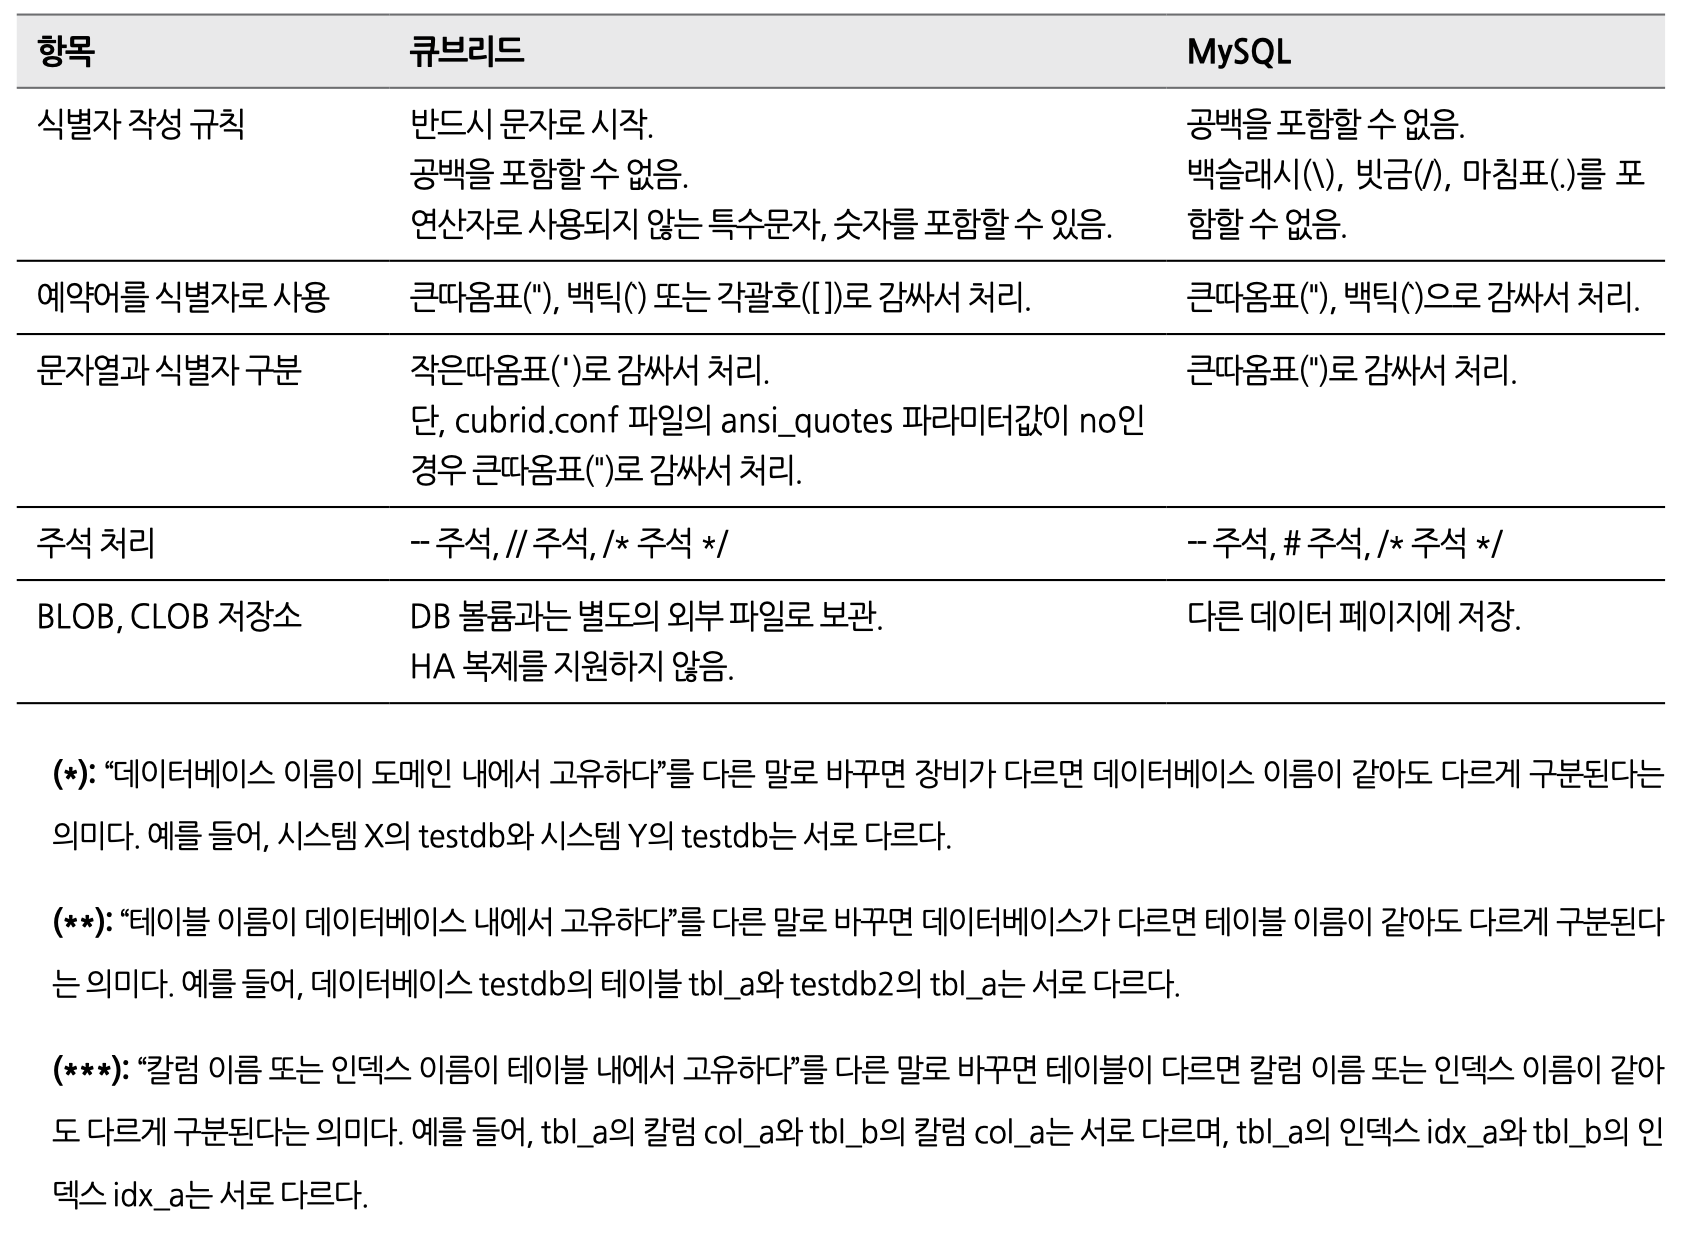 항목 큐브리드 MySQL
식별자 작성 규칙 반드시 문자로 시작. 공백을 포함할 수 없음.
공백을 포함할 수 없음. 백슬래시(\), 빗금(/), 마침표(.)를 포
연산자로 사용되지 않는 특수문자, 숫자를 포함할 수 있음. 함할 수 없음.
예약어를 식별자로 사용 큰따옴표("), 백틱(`) 또는 각괄호([ ])로 감싸서 처리. 큰따옴표("), 백틱(`)으로 감싸서 처리.
문자열과 식별자 구분 작은따옴표(')로 감싸서 처리. 큰따옴표(")로 감싸서 처리.
단, cubrid.conf 파일의 ansi_quotes 파라미터값이 no인
경우 큰따옴표(")로 감싸서 처리.
주석 처리 -- 주석, // 주석, /* 주석 */ -- 주석, # 주석, /* 주석 */
BLOB, CLOB 저장소 DB 볼륨과는 별도의 외부 파일로 보관. 다른 데이터 페이지에 저장.
HA 복제를 지원하지 않음.
(*): “데이터베이스 이름이 도메인 내에서 고유하다”를 다른 말로 바꾸면 장비가 다르면 데이터베이스 이름이 같아도 다르게 구분된다는
의미다. 예를 들어, 시스템 X의 testdb와 시스템 Y의 testdb는 서로 다르다.
(**): “테이블 이름이 데이터베이스 내에서 고유하다”를 다른 말로 바꾸면 데이터베이스가 다르면 테이블 이름이 같아도 다르게 구분된다
는 의미다. 예를 들어, 데이터베이스 testdb의 테이블 tbl_a와 testdb2의 tbl_a는 서로 다르다.
(***): “칼럼 이름 또는 인덱스 이름이 테이블 내에서 고유하다”를 다른 말로 바꾸면 테이블이 다르면 칼럼 이름 또는 인덱스 이름이 같아
도 다르게 구분된다는 의미다. 예를 들어, tbl_a의 칼럼 col_a와 tbl_b의 칼럼 col_a는 서로 다르며, tbl_a의 인덱스 idx_a와 tbl_b의 인
덱스 idx_a는 서로 다르다.